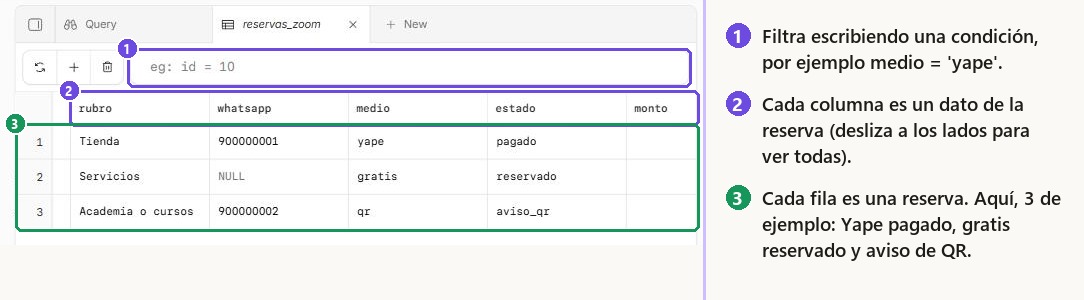 Query
reservas_zoom
New
1
eg: id = 10
2
rubro whatsapp medio estado monto
3
1 Tienda 900000001 yape pagado
2 Servicios NULL gratis reservado
3 Academia o cursos 900000002 qr aviso_qr
1 Filtra escribiendo una condición,
por ejemplo medio = 'yape'.
2 Cada columna es un dato de la
reserva (desliza a los lados para
ver todas).
3 Cada fila es una reserva. Aquí, 3 de
ejemplo: Yape pagado, gratis
reservado y aviso de QR.